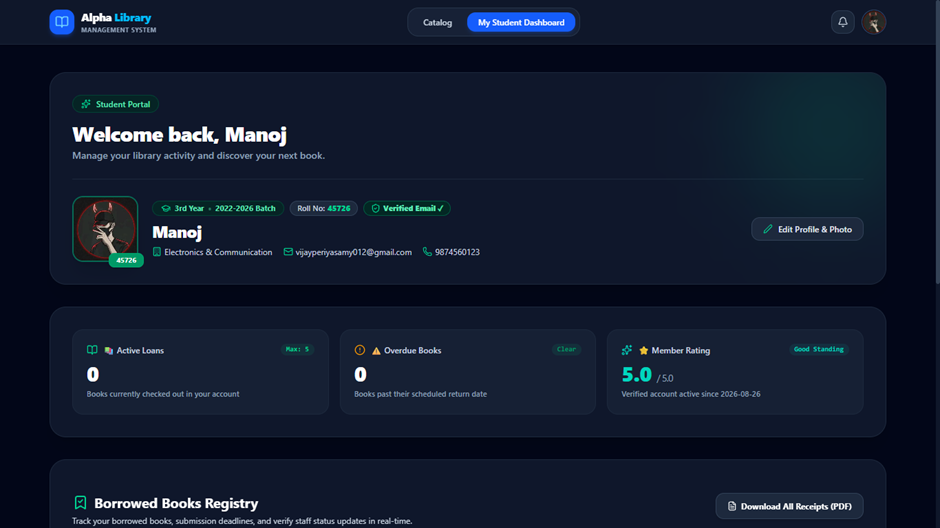 Alpha Library
MANAGEMENT SYSTEM
Catalog
My Student Dashboard
Student Portal
Welcome back, Manoj
Manage your library activity and discover your next book.
3rd Year • 2022-2026 Batch
Roll No: 45726
Verified Email ✓
Manoj
Electronics & Communication
vijayperiyasamy012@gmail.com
9874560123
45726
Edit Profile & Photo
Active Loans
Max: 5
0
Books currently checked out in your account
Overdue Books
Clear
0
Books past their scheduled return date
Member Rating
Good Standing
5.0 / 5.0
Verified account active since 2026-08-26
Borrowed Books Registry
Track your borrowed books, submission deadlines, and verify staff status updates in real-time.
Download All Receipts (PDF)